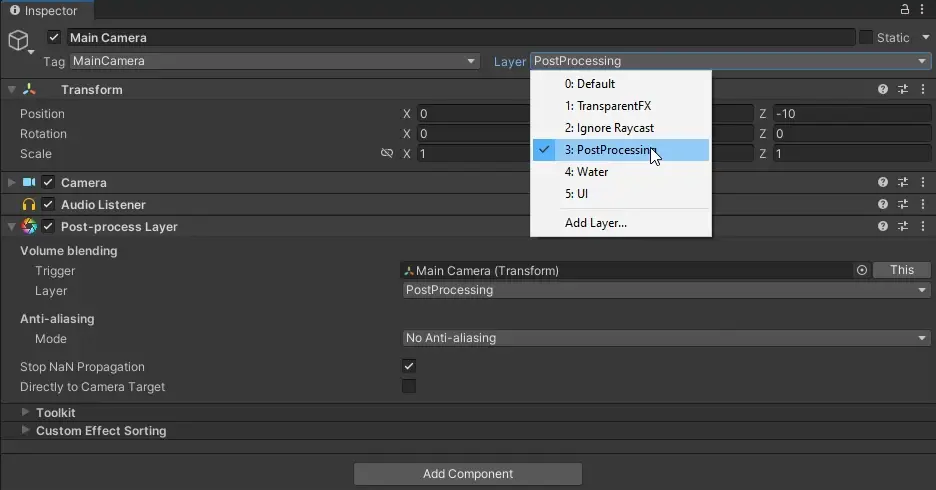 Inspector
Main Camera Static
Tag MainCamera Layer PostProcessing
0: Default
Transform
1: TransparentFX
Position X 0 Z -10
2: Ignore Raycast
Rotation X 0 Z 0
3: PostProcessing
Scale X 1 Z 1
4: Water
Camera
5: UI
Audio Listener
Add Layer...
Post-process Layer
Volume blending
Trigger Main Camera (Transform) This
Layer PostProcessing
Anti-aliasing
Mode No Anti-aliasing
Stop NaN Propagation
Directly to Camera Target
Toolkit
Custom Effect Sorting
Add Component